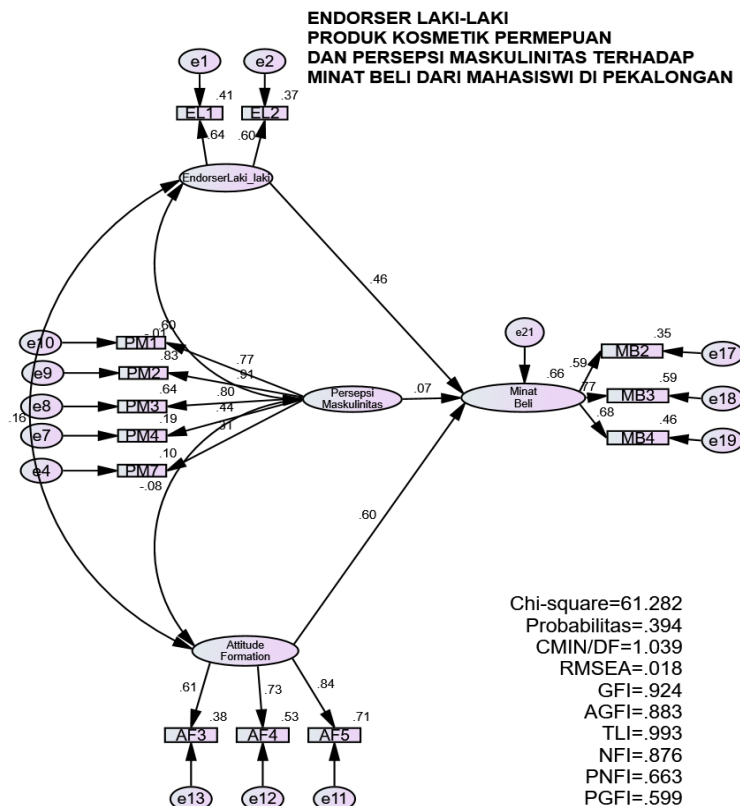 ENDORSER LAKI-LAKI
PRODUK KOSMETIK PERMEPUAN
DAN PERSEPSI MASKULINITAS TERHADAP
MINAT BELI DARI MAHASISWI DI PEKALONGAN
e1 e2
.41 .37
EL1 EL2
.64 .60
EndorserLaki_laki
.46
.60
-.01
e10 PM1 .77
.83
e9 PM2 .91
.64
e8 PM3 .80
.19
e7 PM4 .44
.10
e4 PM7 .31
-.08
.16
Persepsi
Maskulinitas
.07
e21
.66
Minat
Beli
.35
.59 MB2 e17
.59
.77 MB3 e18
.46
.68 MB4 e19
.60
Attitude
Formation
.61 .73 .84
.38 .53 .71
AF3 AF4 AF5
e13 e12 e11
Chi-square=61.282
Probabilitas=.394
CMIN/DF=1.039
RMSEA=.018
GFI=.924
AGFI=.883
TLI=.993
NFI=.876
PNFI=.663
PGFI=.599